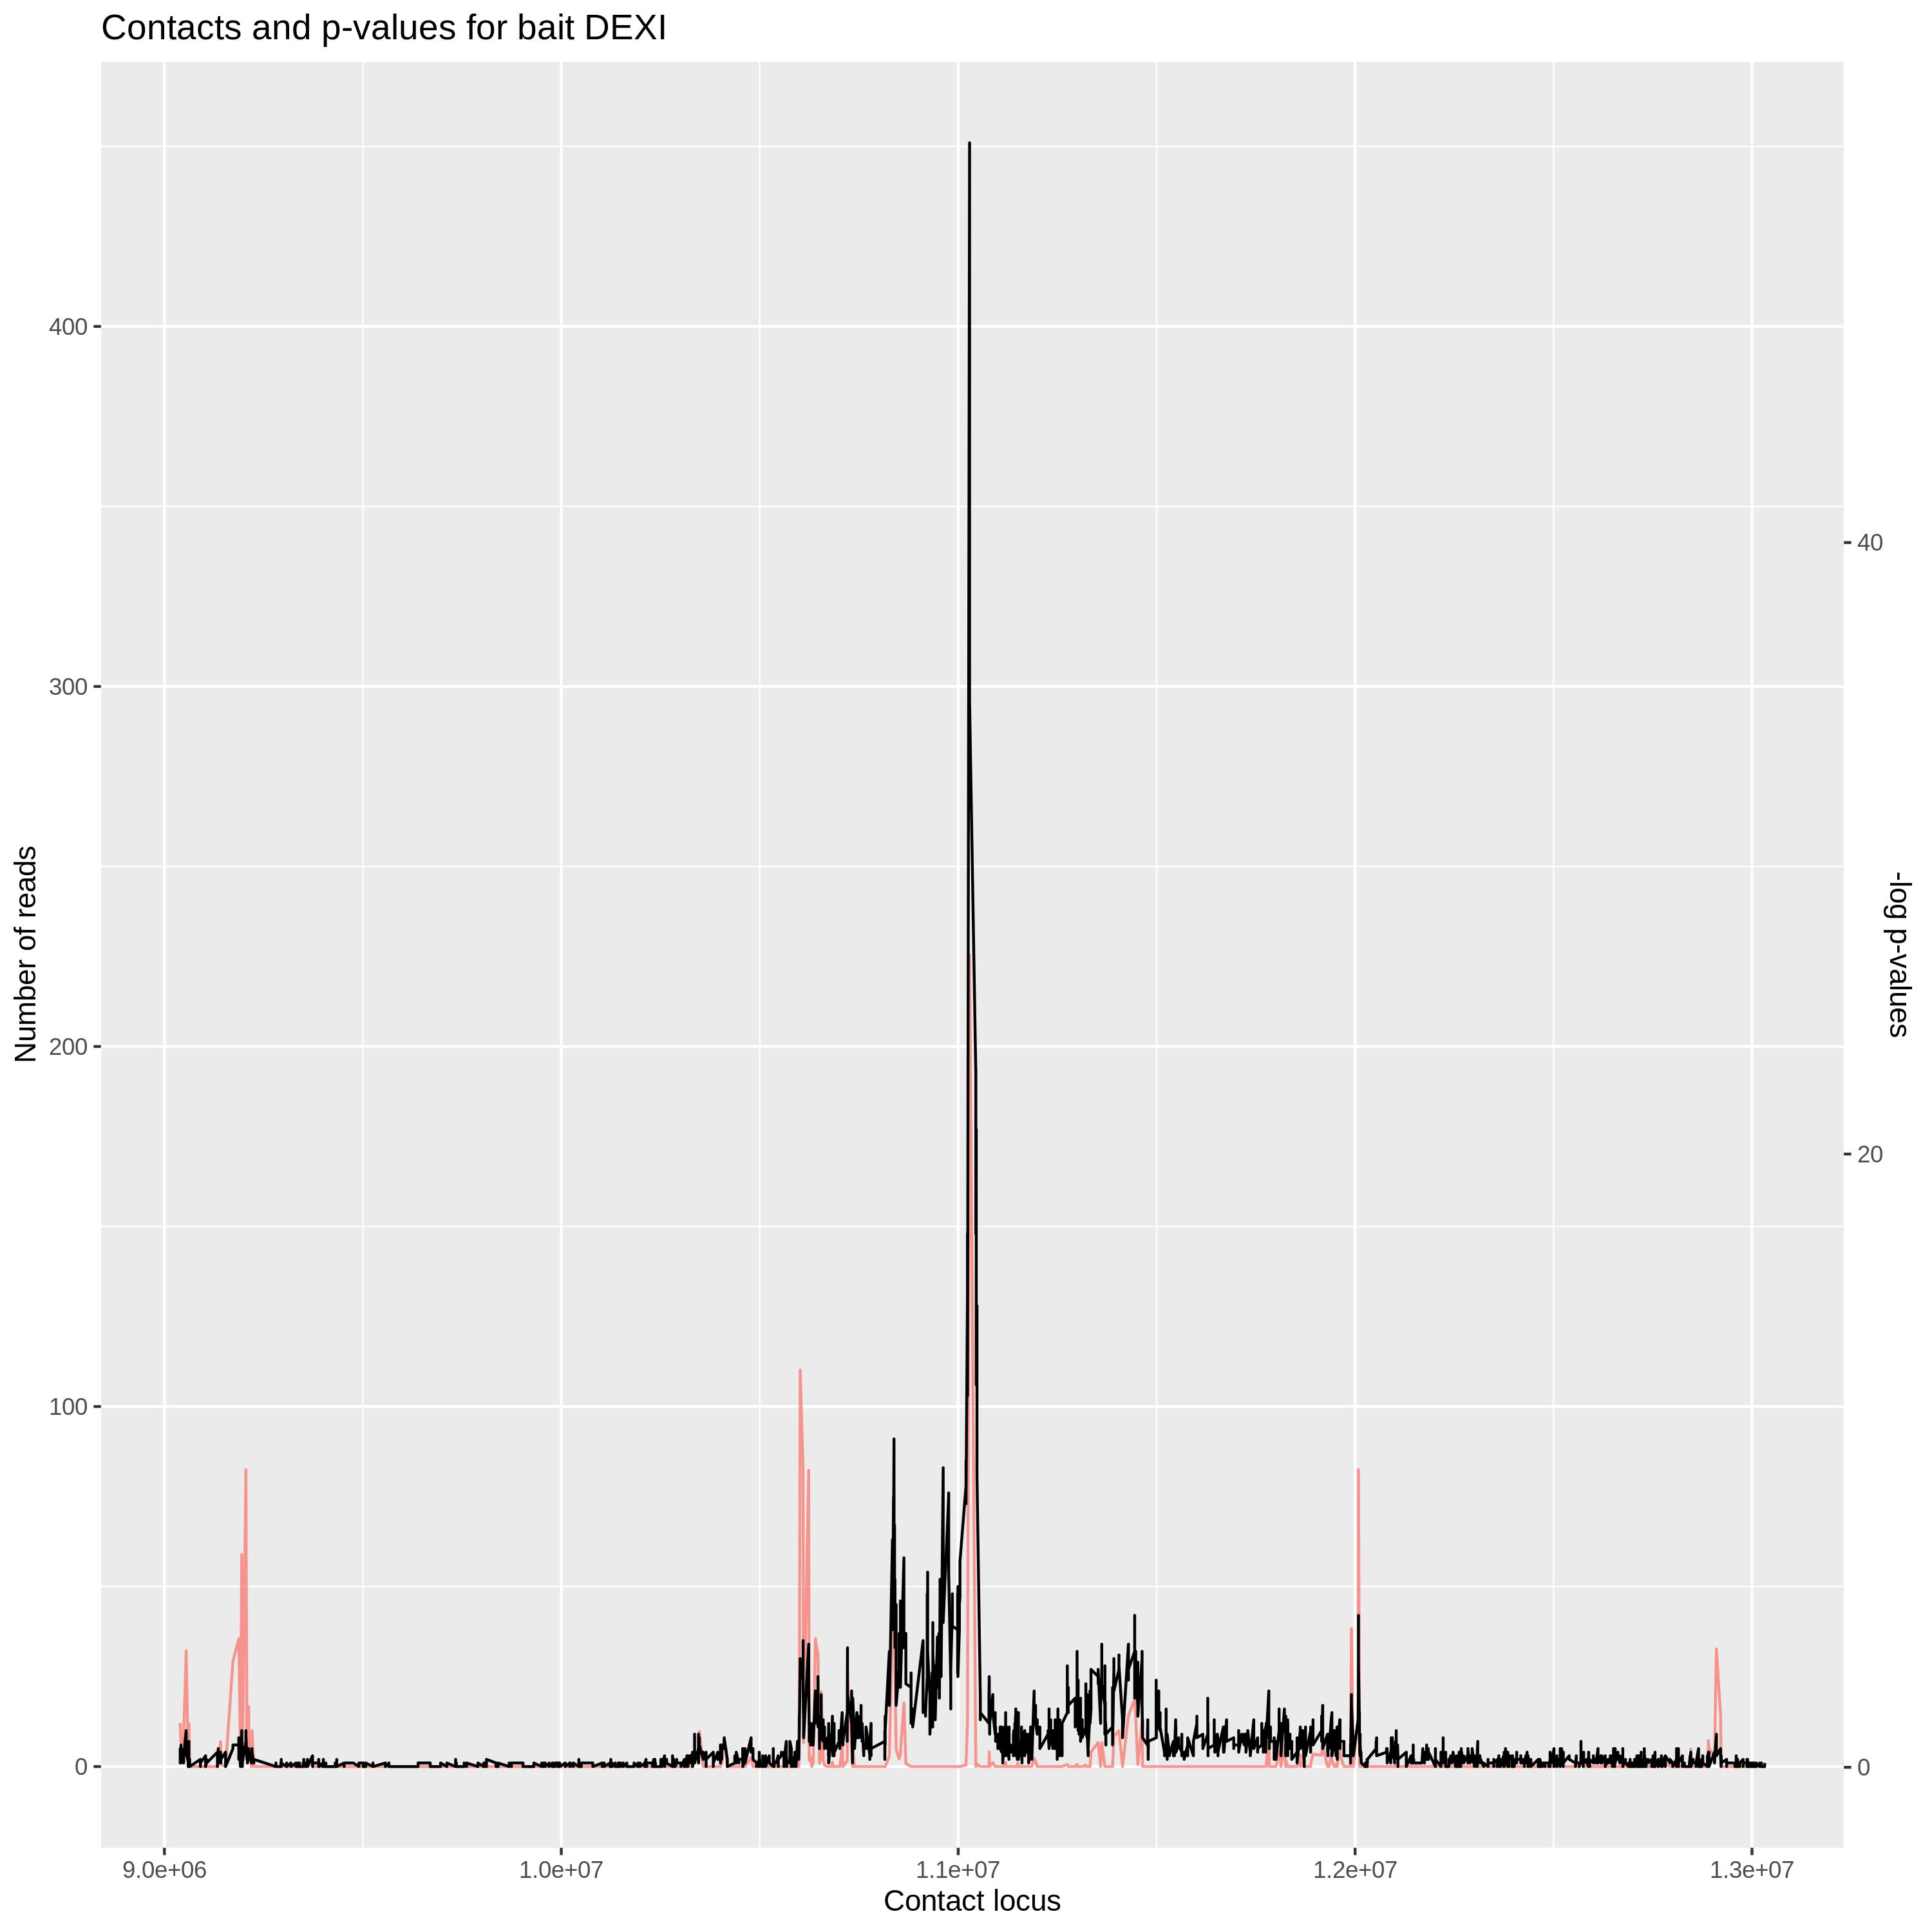 Contacts and p-values for bait DEXI
Number of reads
400
300
200
100
0
40
20
0
-log p-values
9.0e+06
1.0e+07
1.1e+07
1.2e+07
1.3e+07
Contact locus